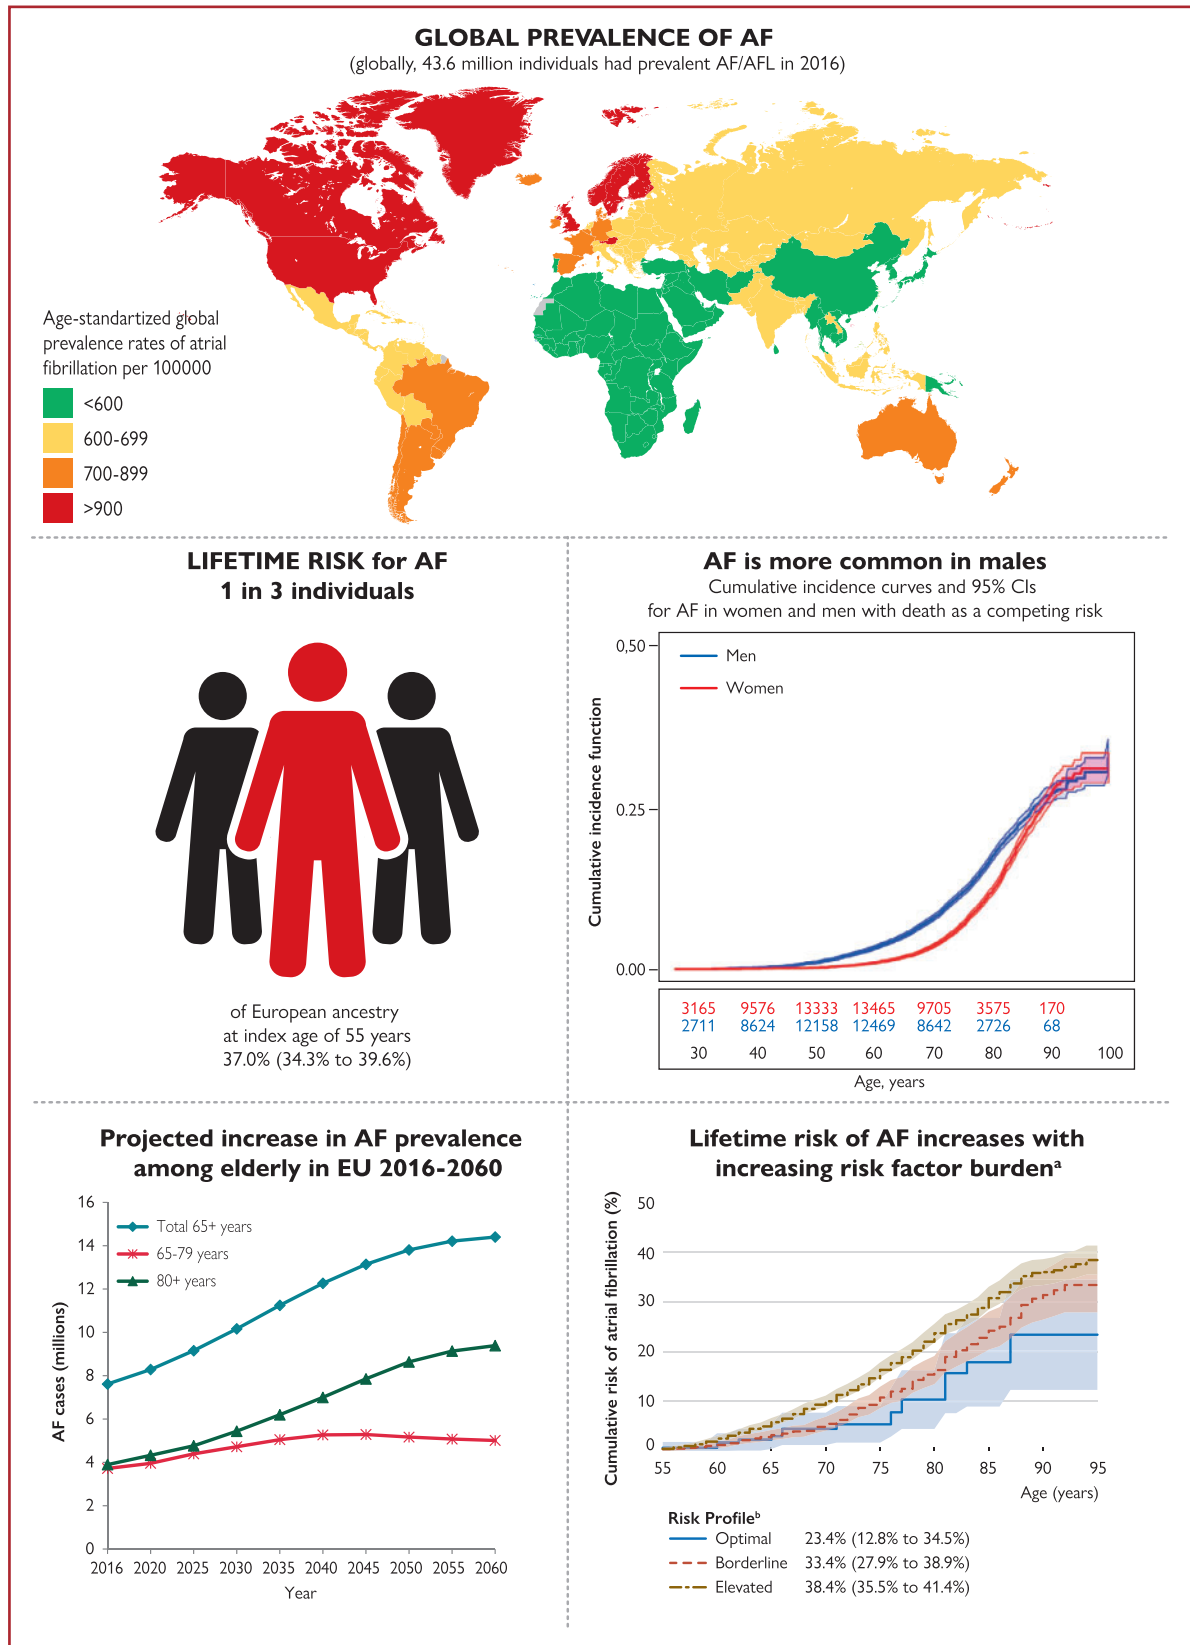 GLOBAL PREVALENCE OF AF
(globally, 43.6 million individuals had prevalent AF/AFL in 2016)
Age-standartized global
prevalence rates of atrial
fibrillation per 100000
<600
600-699
700-899
>900
LIFETIME RISK for AF
1 in 3 individuals
of European ancestry
at index age of 55 years
37.0% (34.3% to 39.6%)
AF is more common in males
Cumulative incidence curves and 95% CIs
for AF in women and men with death as a competing risk
Cumulative incidence function
0,50
0.25
0.00
Men
Women
3165 9576 13333 13465 9705 3575 170
2711 8624 12158 12469 8642 2726 68
30 40 50 60 70 80 90 100
Age, years
Projected increase in AF prevalence
among elderly in EU 2016-2060
AF cases (millions)
16
14
12
10
8
6
4
2
0
Total 65+ years
65-79 years
80+ years
2016 2020 2025 2030 2035 2040 2045 2050 2055 2060
Year
Lifetime risk of AF increases with
increasing risk factor burdenᵃ
Cumulative risk of atrial fibrillation (%)
50
40
30
20
10
0
55 60 65 70 75 80 85 90 95
Age (years)
Risk Profileᵇ
Optimal 23.4% (12.8% to 34.5%)
Borderline 33.4% (27.9% to 38.9%)
Elevated 38.4% (35.5% to 41.4%)